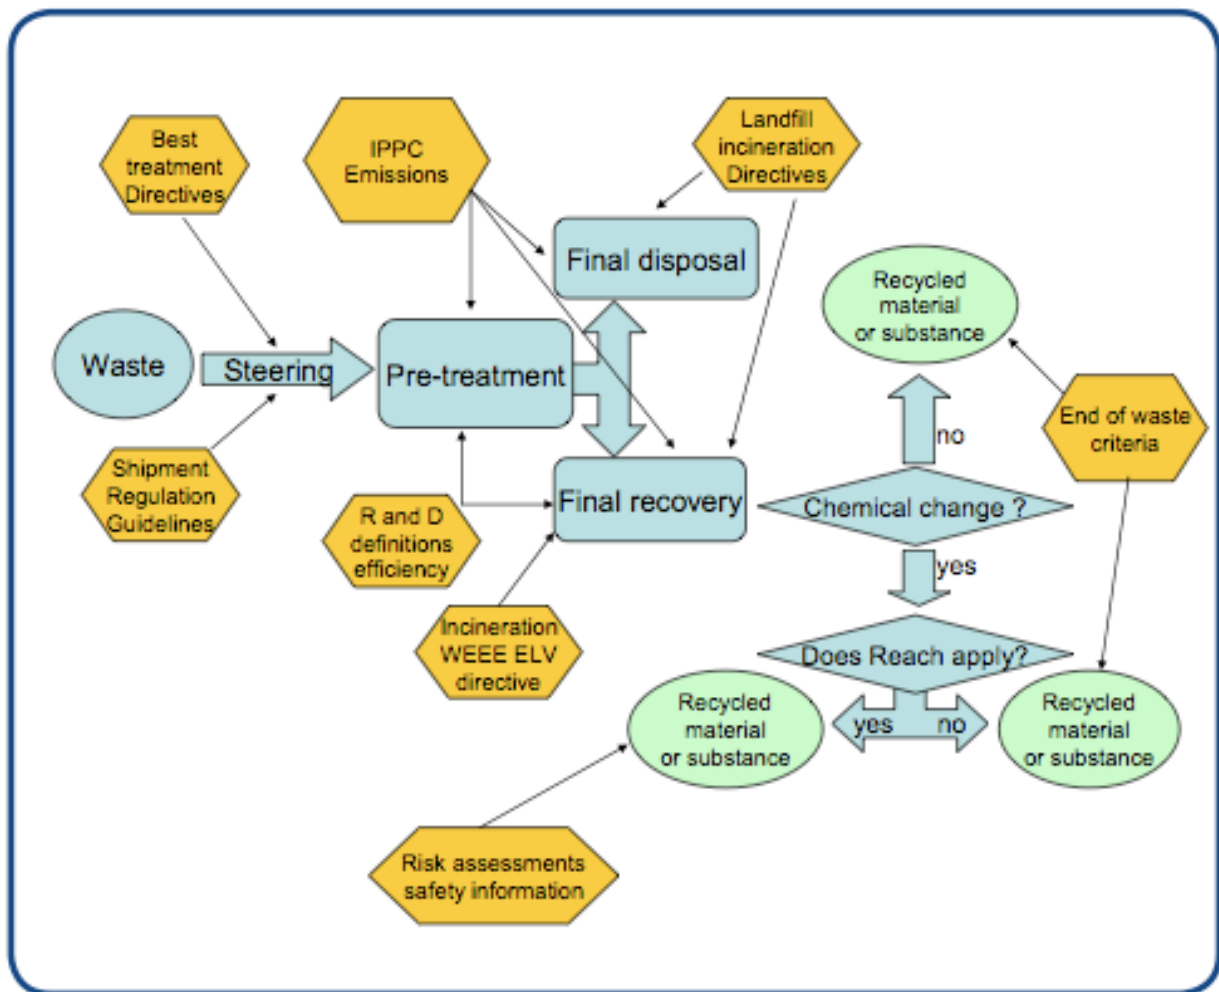 Best
treatment
Directives
IPPC
Emissions
Landfill
incineration
Directives
Final disposal
Recycled
material
or substance
Waste
Steering
Pre-treatment
End of waste
criteria
no
Shipment
Regulation
Guidelines
R and D
definitions
efficiency
Final recovery
Chemical change ?
yes
Incineration
WEEE ELV
directive
Does Reach apply?
Recycled
material
or substance
yes
no
Recycled
material
or substance
Risk assessments
safety information